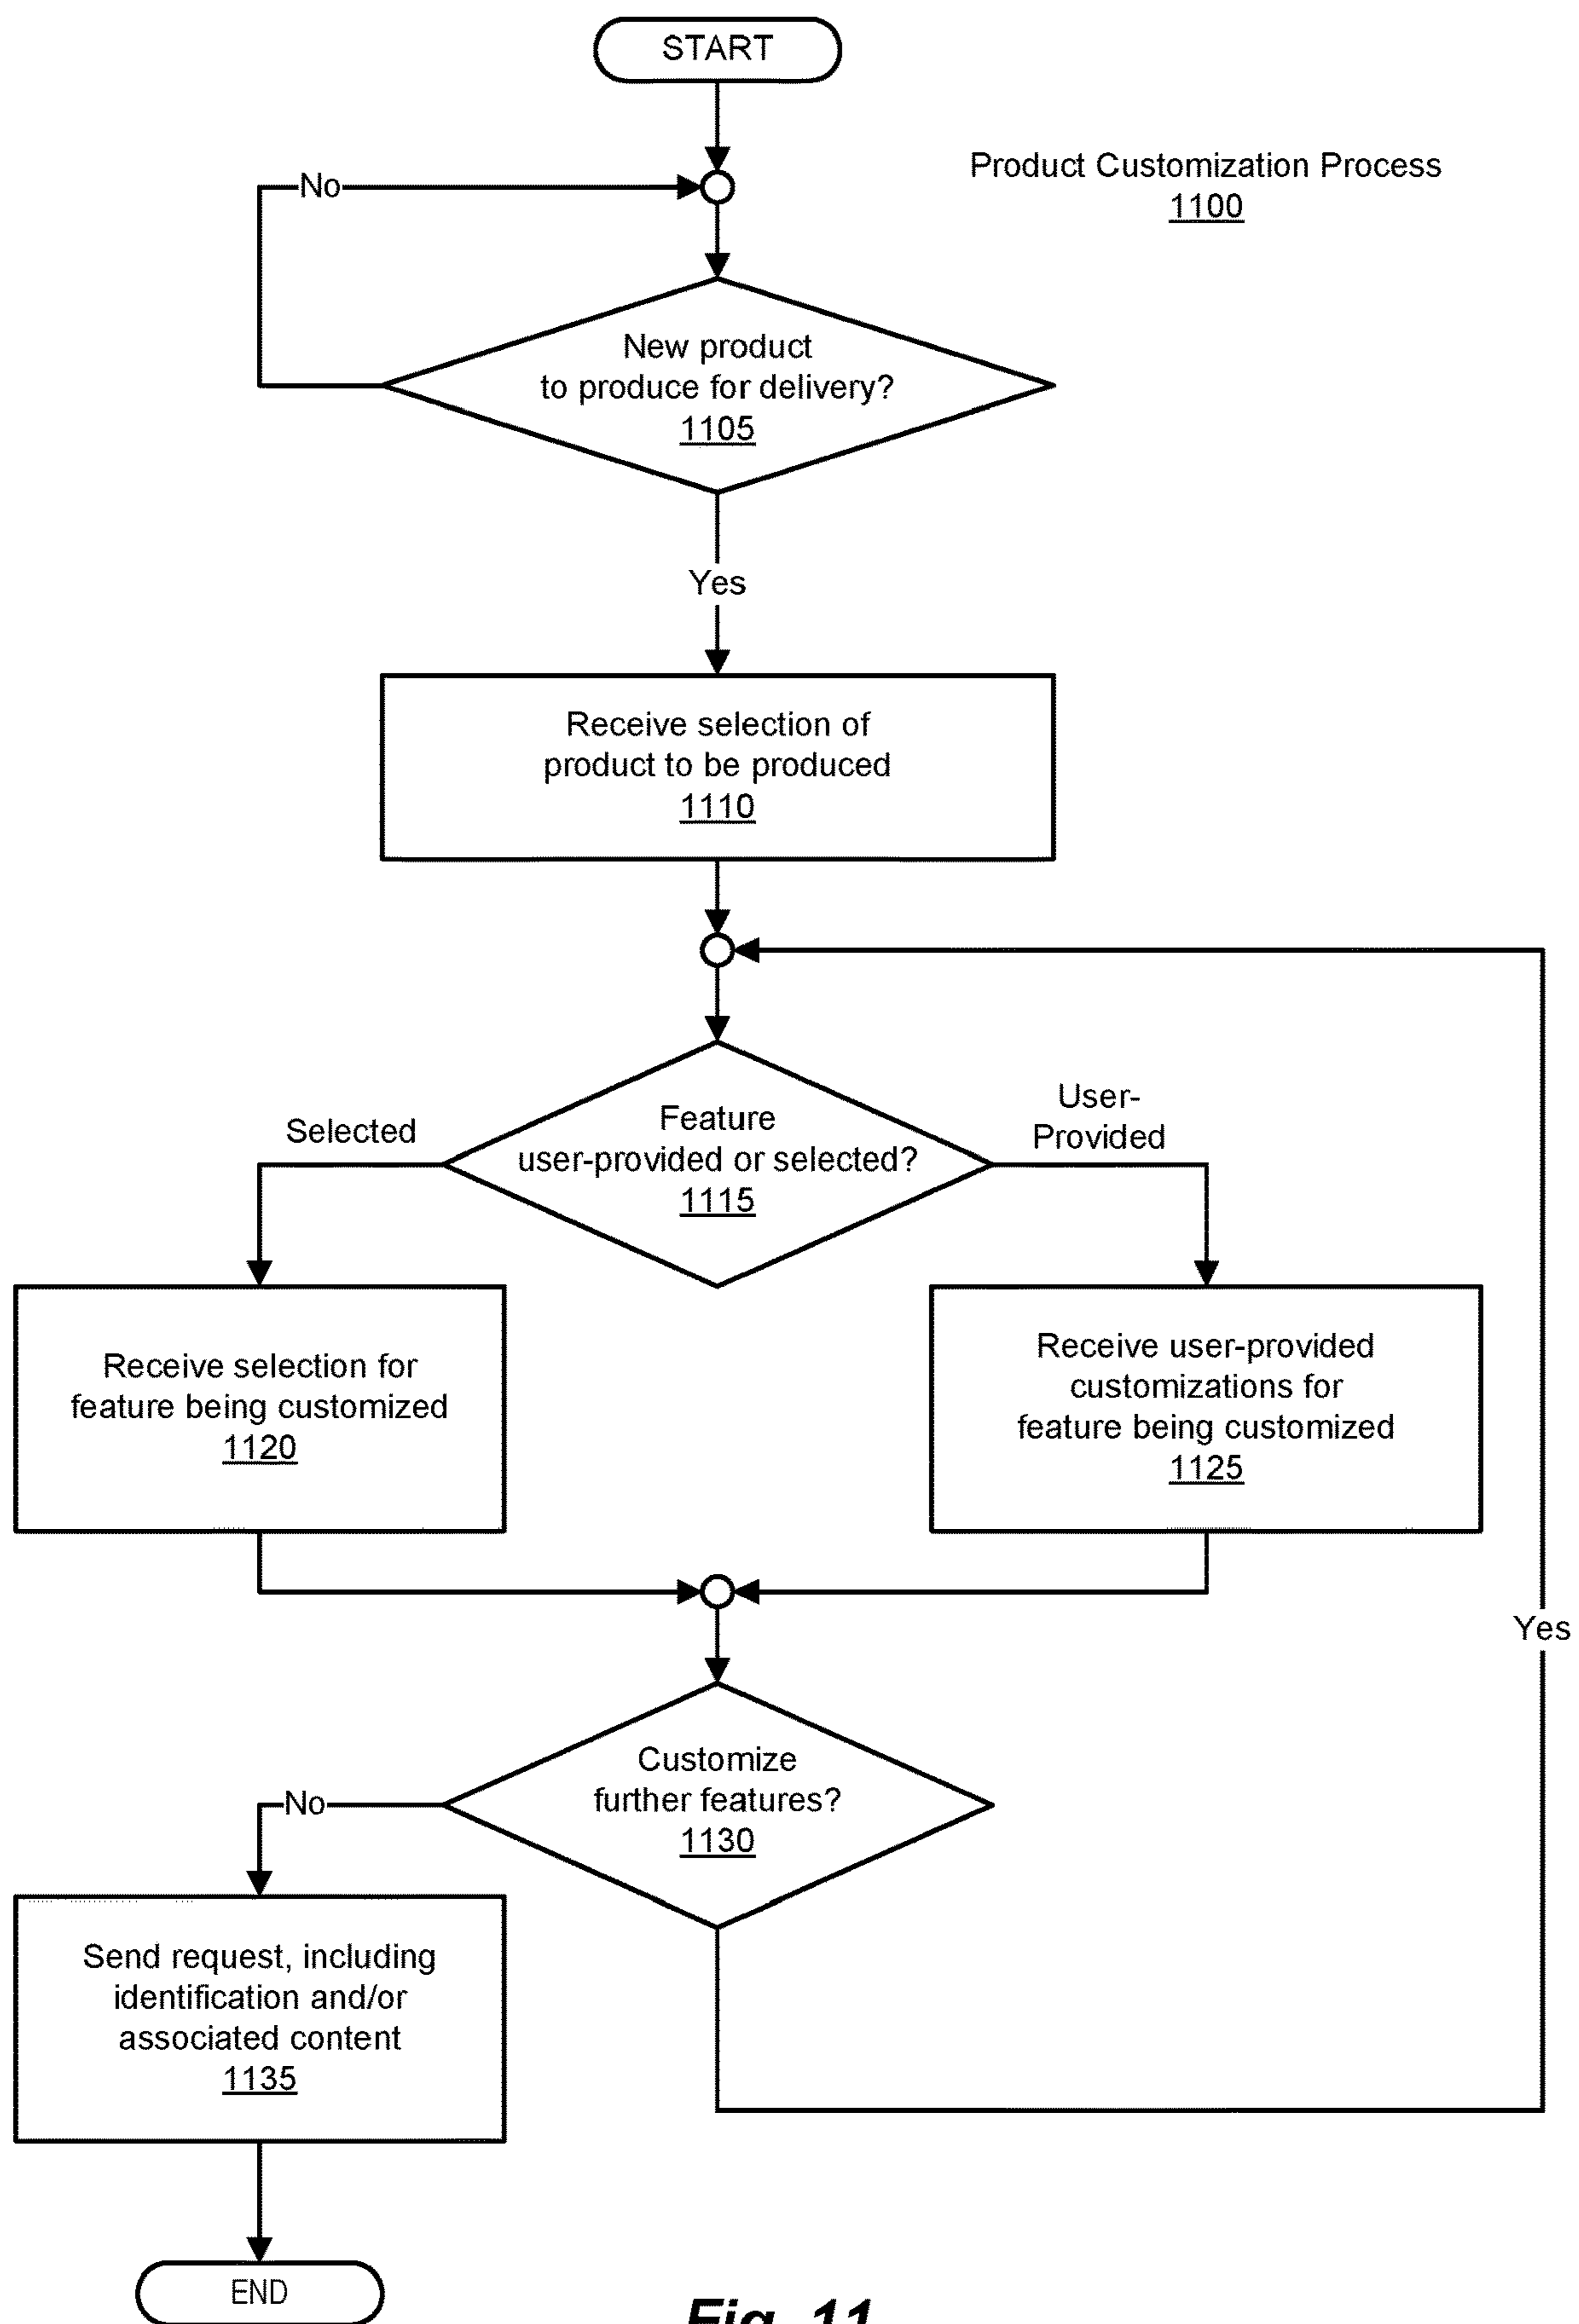 START
Product Customization Process
1100
No
New product
to produce for delivery?
1105
Yes
Receive selection of
product to be produced
1110
Feature
user-provided or selected?
1115
Selected
User-
Provided
Receive selection for
feature being customized
1120
Receive user-provided
customizations for
feature being customized
1125
Yes
Customize
further features?
1130
No
Send request, including
identification and/or
associated content
1135
END
Fig. 11